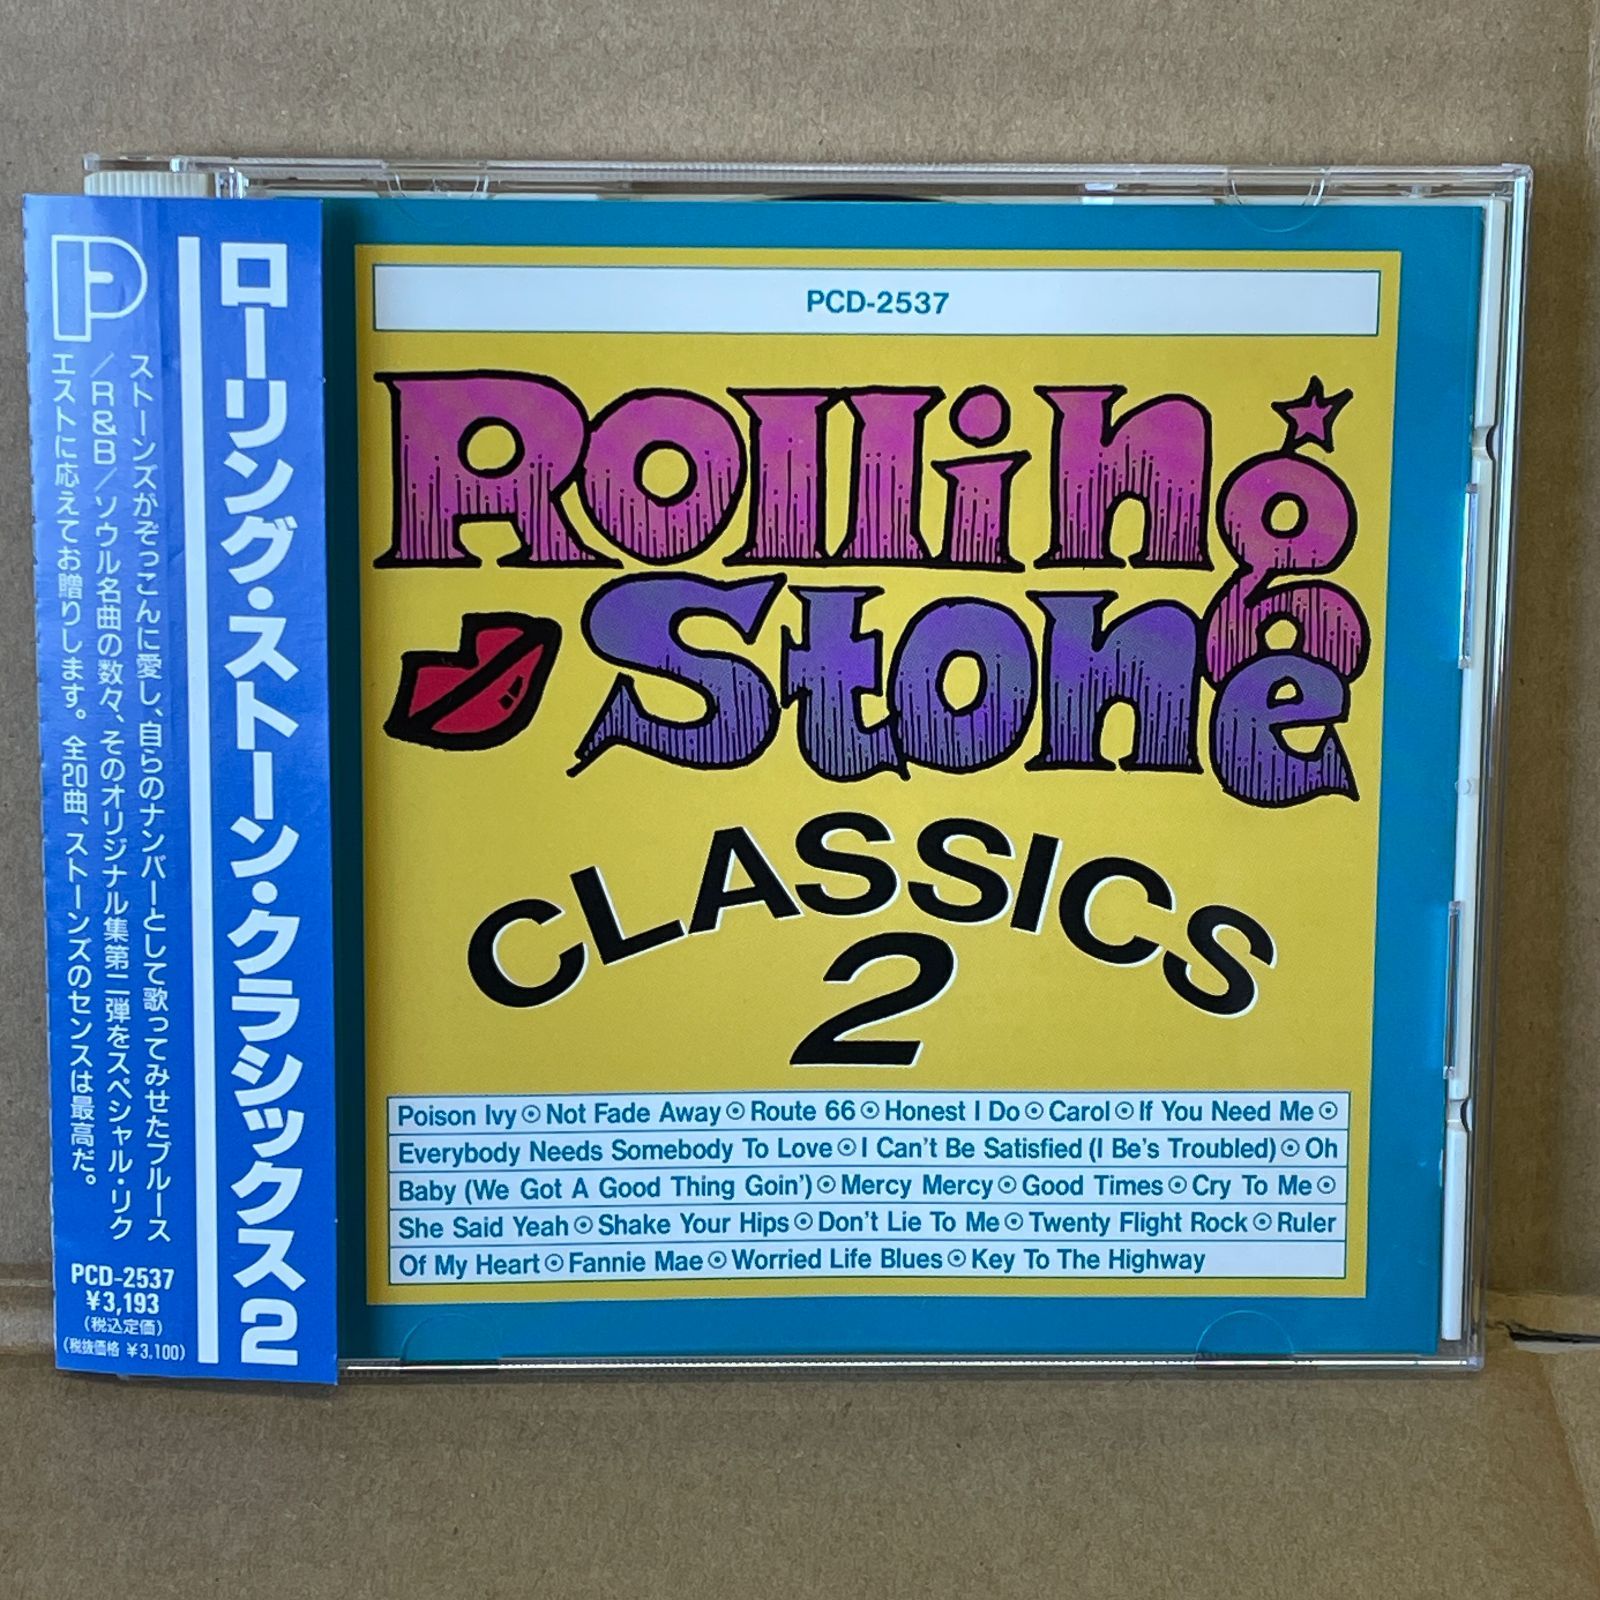 P
ローリング・ストーン・クラシックス2
ストーンズがぞっこんに愛し、自らのナンバーとして歌ってみせたブルース
／R&B／ソウル名曲の数々、そのオリジナル集第二弾をスペシャル・リク
エストに応えてお贈りします。全20曲、ストーンズのセンスは最高だ。
PCD-2537
¥3,193
(税込定価)
(税抜価格 ¥3,100)
PCD-2537
Rolling
Stone
CLASSICS
2
Poison Ivy⊙Not Fade Away⊙Route 66⊙Honest I Do⊙Carol⊙If You Need Me⊙
Everybody Needs Somebody To Love⊙I Can't Be Satisfied (I Be's Troubled)⊙Oh
Baby (We Got A Good Thing Goin')⊙Mercy Mercy⊙Good Times⊙Cry To Me⊙
She Said Yeah⊙Shake Your Hips⊙Don't Lie To Me⊙Twenty Flight Rock⊙Ruler
Of My Heart⊙Fannie Mae⊙Worried Life Blues⊙Key To The Highway